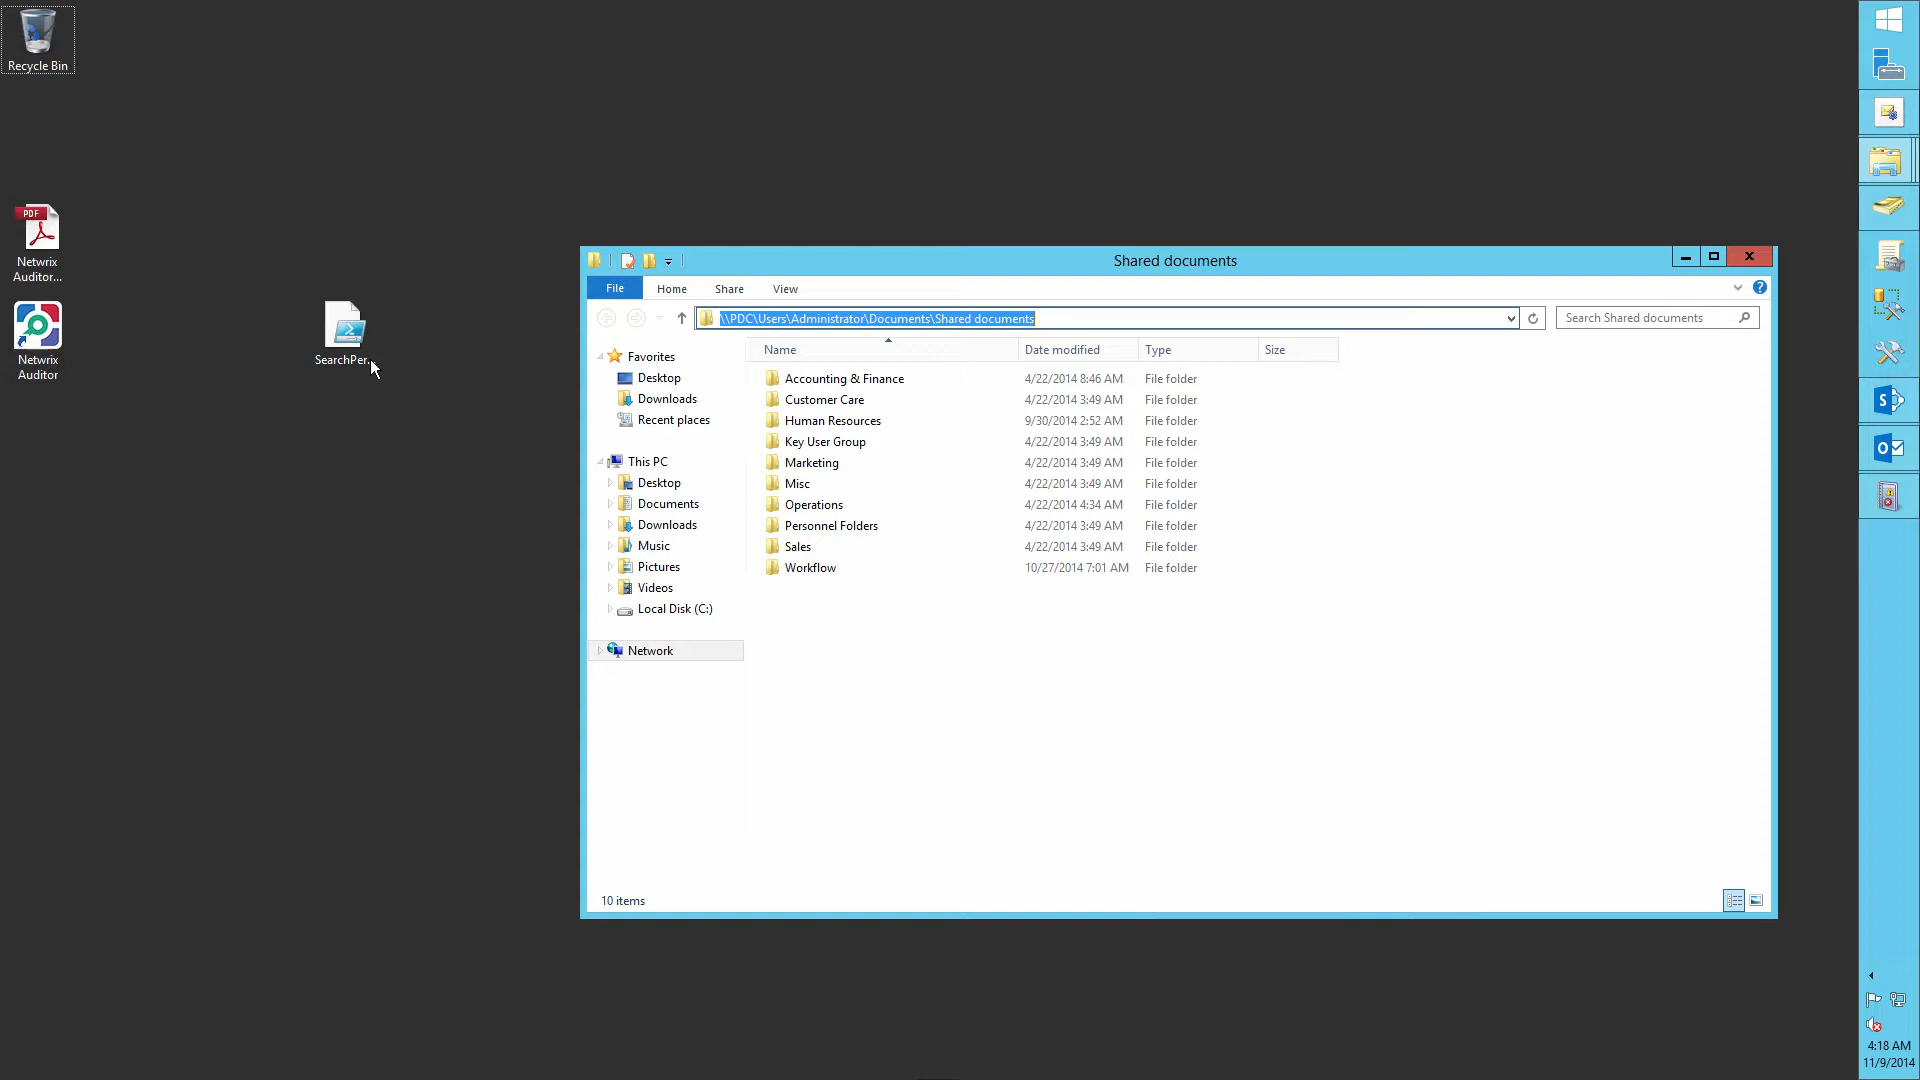 Recycle Bin
PDF
Netwrix
Auditor...
Netwrix
Auditor
SearchPer...
Shared documents
File
Home
Share
View
\\PDC\Users\Administrator\Documents\Shared documents
Search Shared documents
Favorites
Desktop
Downloads
Recent places
This PC
Desktop
Documents
Downloads
Music
Pictures
Videos
Local Disk (C:)
Network
Name Date modified Type Size
Accounting & Finance 4/22/2014 8:46 AM File folder
Customer Care 4/22/2014 3:49 AM File folder
Human Resources 9/30/2014 2:52 AM File folder
Key User Group 4/22/2014 3:49 AM File folder
Marketing 4/22/2014 3:49 AM File folder
Misc 4/22/2014 3:49 AM File folder
Operations 4/22/2014 4:34 AM File folder
Personnel Folders 4/22/2014 3:49 AM File folder
Sales 4/22/2014 3:49 AM File folder
Workflow 10/27/2014 7:01 AM File folder
10 items
4:18 AM
11/9/2014